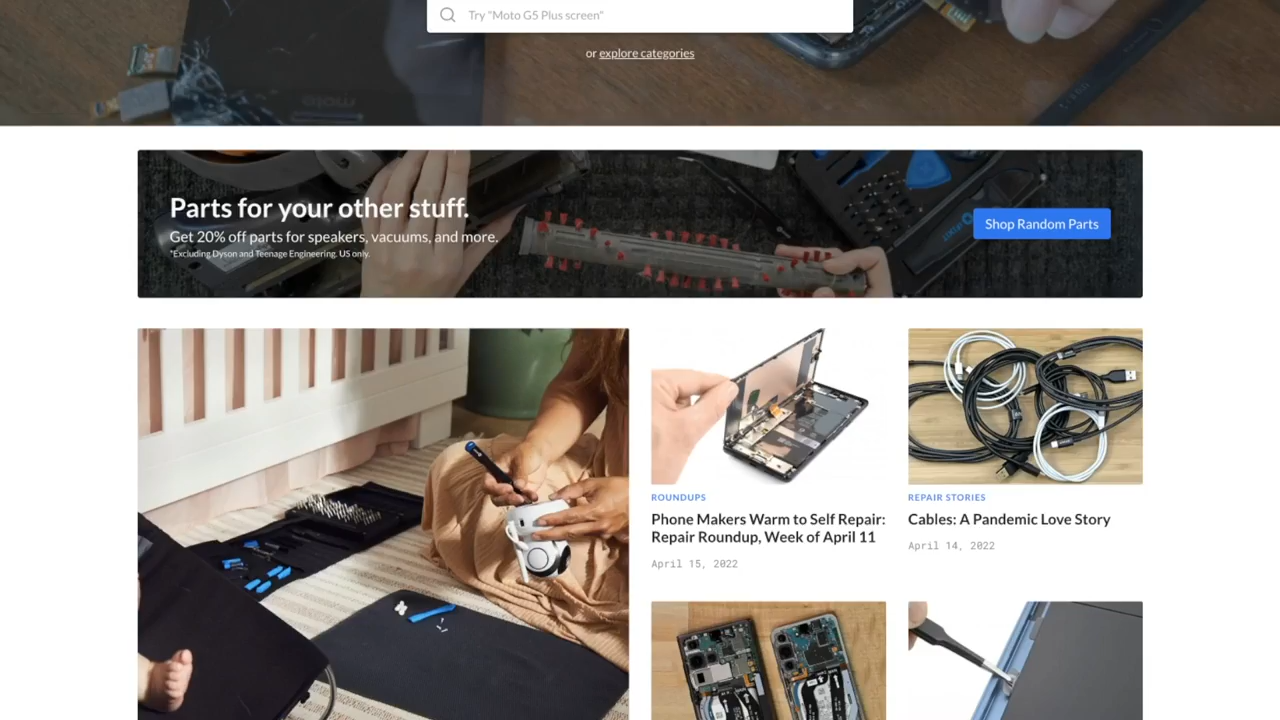 Try "Moto G5 Plus screen"
or explore categories
Parts for your other stuff.
Get 20% off parts for speakers, vacuums, and more.
*Excluding Dyson and Teenage Engineering. US only.
Shop Random Parts
ROUNDUPS
Phone Makers Warm to Self Repair:
Repair Roundup, Week of April 11
April 15, 2022
REPAIR STORIES
Cables: A Pandemic Love Story
April 14, 2022